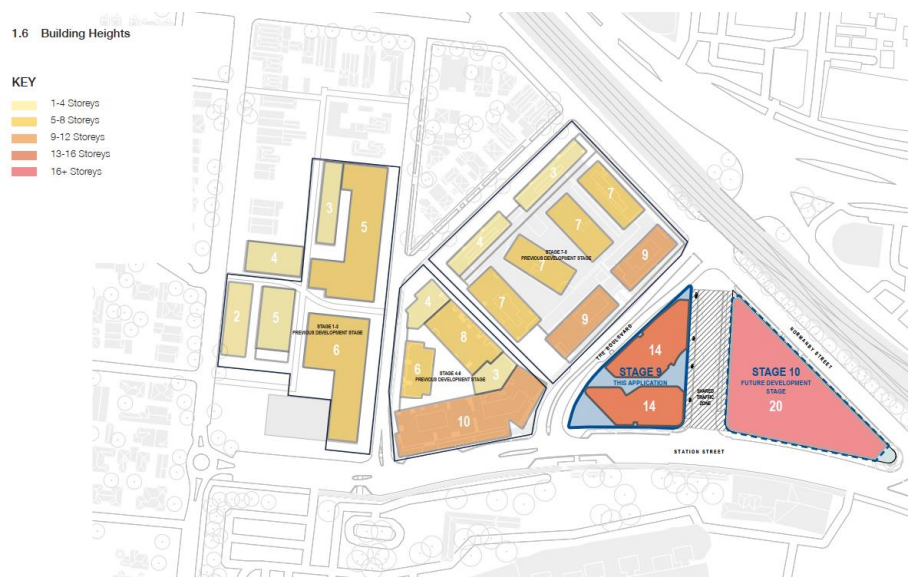 1.6 Building Heights
KEY
1-4 Storeys
5-8 Storeys
9-12 Storeys
13-16 Storeys
16+ Storeys
3
5
4
2
5
STAGE 1-3
PREVIOUS DEVELOPMENT STAGE
6
3
7
7
4
7
STAGE 7-8
PREVIOUS DEVELOPMENT STAGE
7
9
9
4
8
6
STAGE 4-6
PREVIOUS DEVELOPMENT STAGE
3
10
THE BOULEVARD
14
STAGE 9
THIS APPLICATION
14
SHARED
TRAFFIC
ZONE
STAGE 10
FUTURE DEVELOPMENT
STAGE
20
NORMANBY STREET
STATION STREET